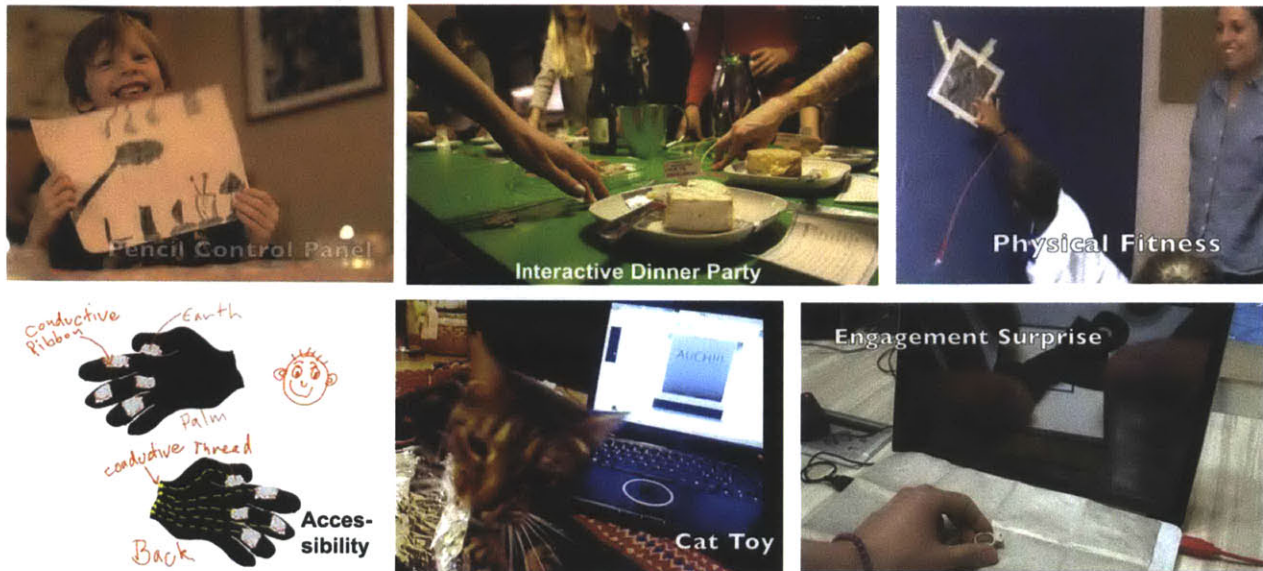 Pencil Control Panel
Interactive Dinner Party
Physical Fitness
conductive
Ribbon
Earth
Palm
conductive Thread
Back
Acces-
sibility
AUCH!!!
Cat Toy
Engagement Surprise